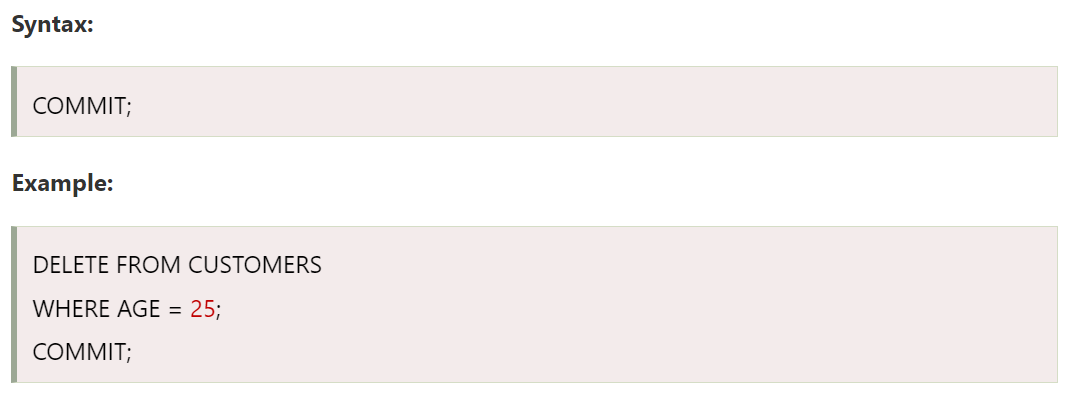 Syntax:
COMMIT;
Example:
DELETE FROM CUSTOMERS
WHERE AGE = 25;
COMMIT;